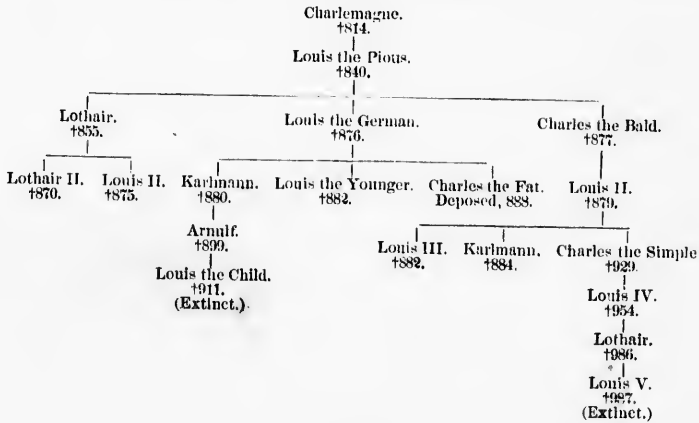 Charlemagne.
†814.
Louis the Pious.
†840.
Lothair. Louis the German. Charles the Bald.
†855. †876. †877.
Lothair II. Louis II. Karlmann. Louis the Younger. Charles the Fat. Louis II.
†870. †875. †880. †882. Deposed, 888. †879.
Arnulf. Louis III. Karlmann. Charles the Simple
†899. †882. †884. †929.
Louis the Child. Louis IV.
†911. †954.
(Extinct.) Lothair.
†986.
Louis V.
†987.
(Extinct.)